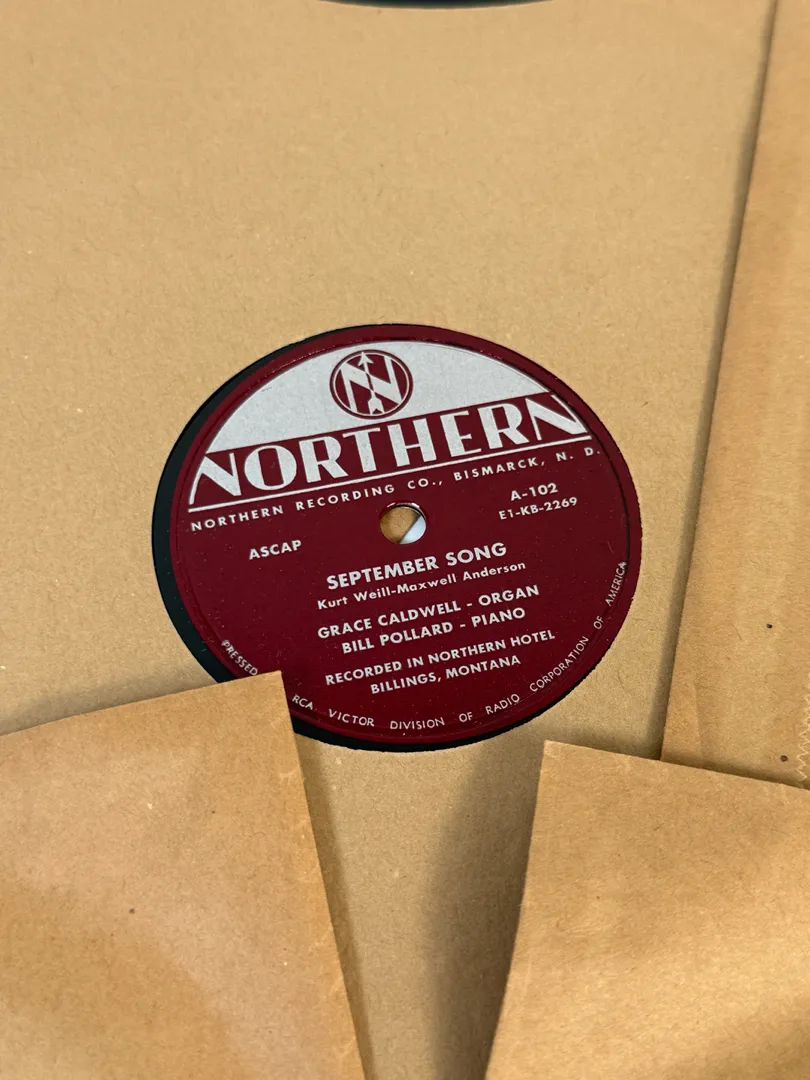 N
NORTHERN
NORTHERN RECORDING CO., BISMARCK, N. D.
A-102
E1-KB-2269
ASCAP
SEPTEMBER SONG
Kurt Weill-Maxwell Anderson
GRACE CALDWELL - ORGAN
BILL POLLARD - PIANO
RECORDED IN NORTHERN HOTEL
BILLINGS, MONTANA
PRESSED RCA VICTOR DIVISION OF RADIO CORPORATION OF AMERICA